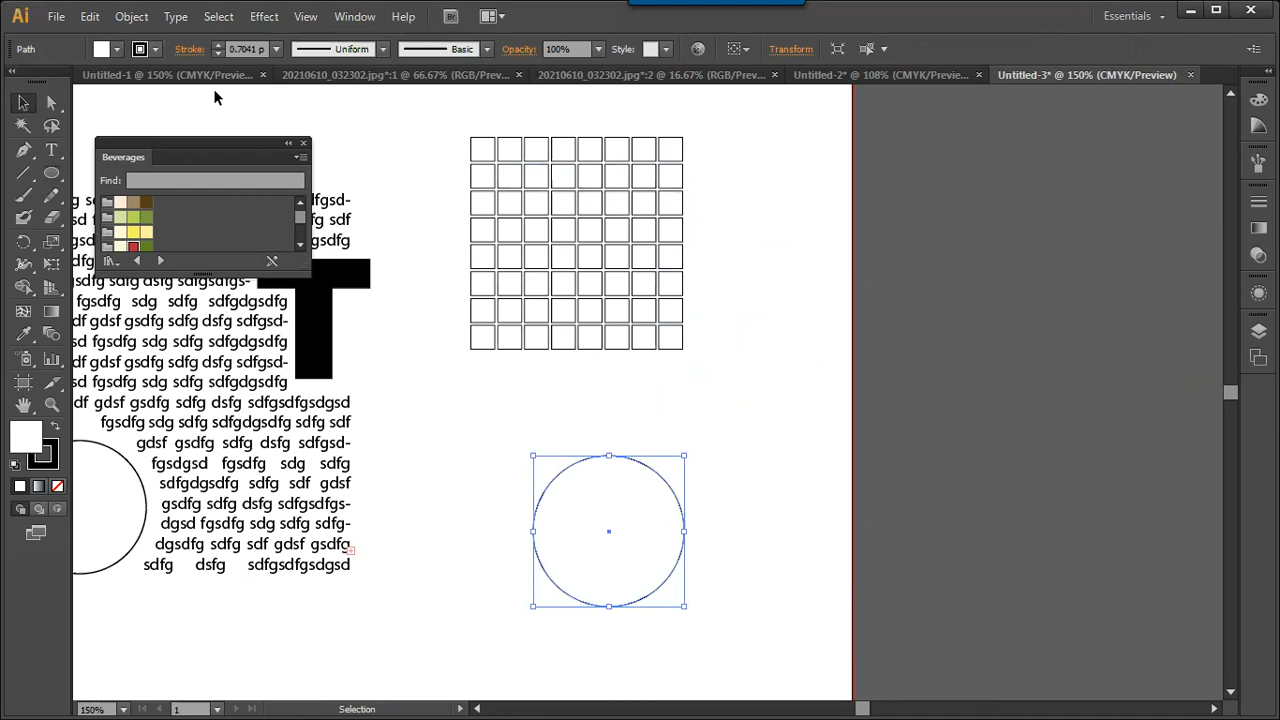 Ai File Edit Object Type Select Effect View Window Help Br Essentials
Path Stroke: 0.7041 p Uniform Basic Opacity: 100% Style: Transform
Untitled-1 @ 150% (CMYK/Previe... 20210610_032302.jpg*:1 @ 66.67% (RGB/Prev... 20210610_032302.jpg*:2 @ 16.67% (RGB/Pre... Untitled-2* @ 108% (CMYK/Preview) Untitled-3* @ 150% (CMYK/Preview)
Beverages
Find:
sdfgsd-
fg sdf
sdfg
sdfg dsfg sdfgsdfgs-
T
fgsdfg sdg sdfg sdfgdgsdfg
df gdsf gsdfg sdfg dsfg sdfgsd-
sd fgsdfg sdg sdfg sdfgdgsdfg
df gdsf gsdfg sdfg dsfg sdfgsd-
sd fgsdfg sdg sdfg sdfgdgsdfg
df gdsf gsdfg sdfg dsfg sdfgsdfgsdgsd
fgsdfg sdg sdfg sdfgdgsdfg sdfg sdf
gdsf gsdfg sdfg dsfg sdfgsd-
fgsdgsd fgsdfg sdg sdfg
sdfgdgsdfg sdfg sdf gdsf
gsdfg sdfg dsfg sdfgsdfgs-
dgsd fgsdfg sdg sdfg sdfg-
dgsdfg sdfg sdf gdsf gsdfg
sdfg dsfg sdfgsdfgsdgsd
150% 1 Selection